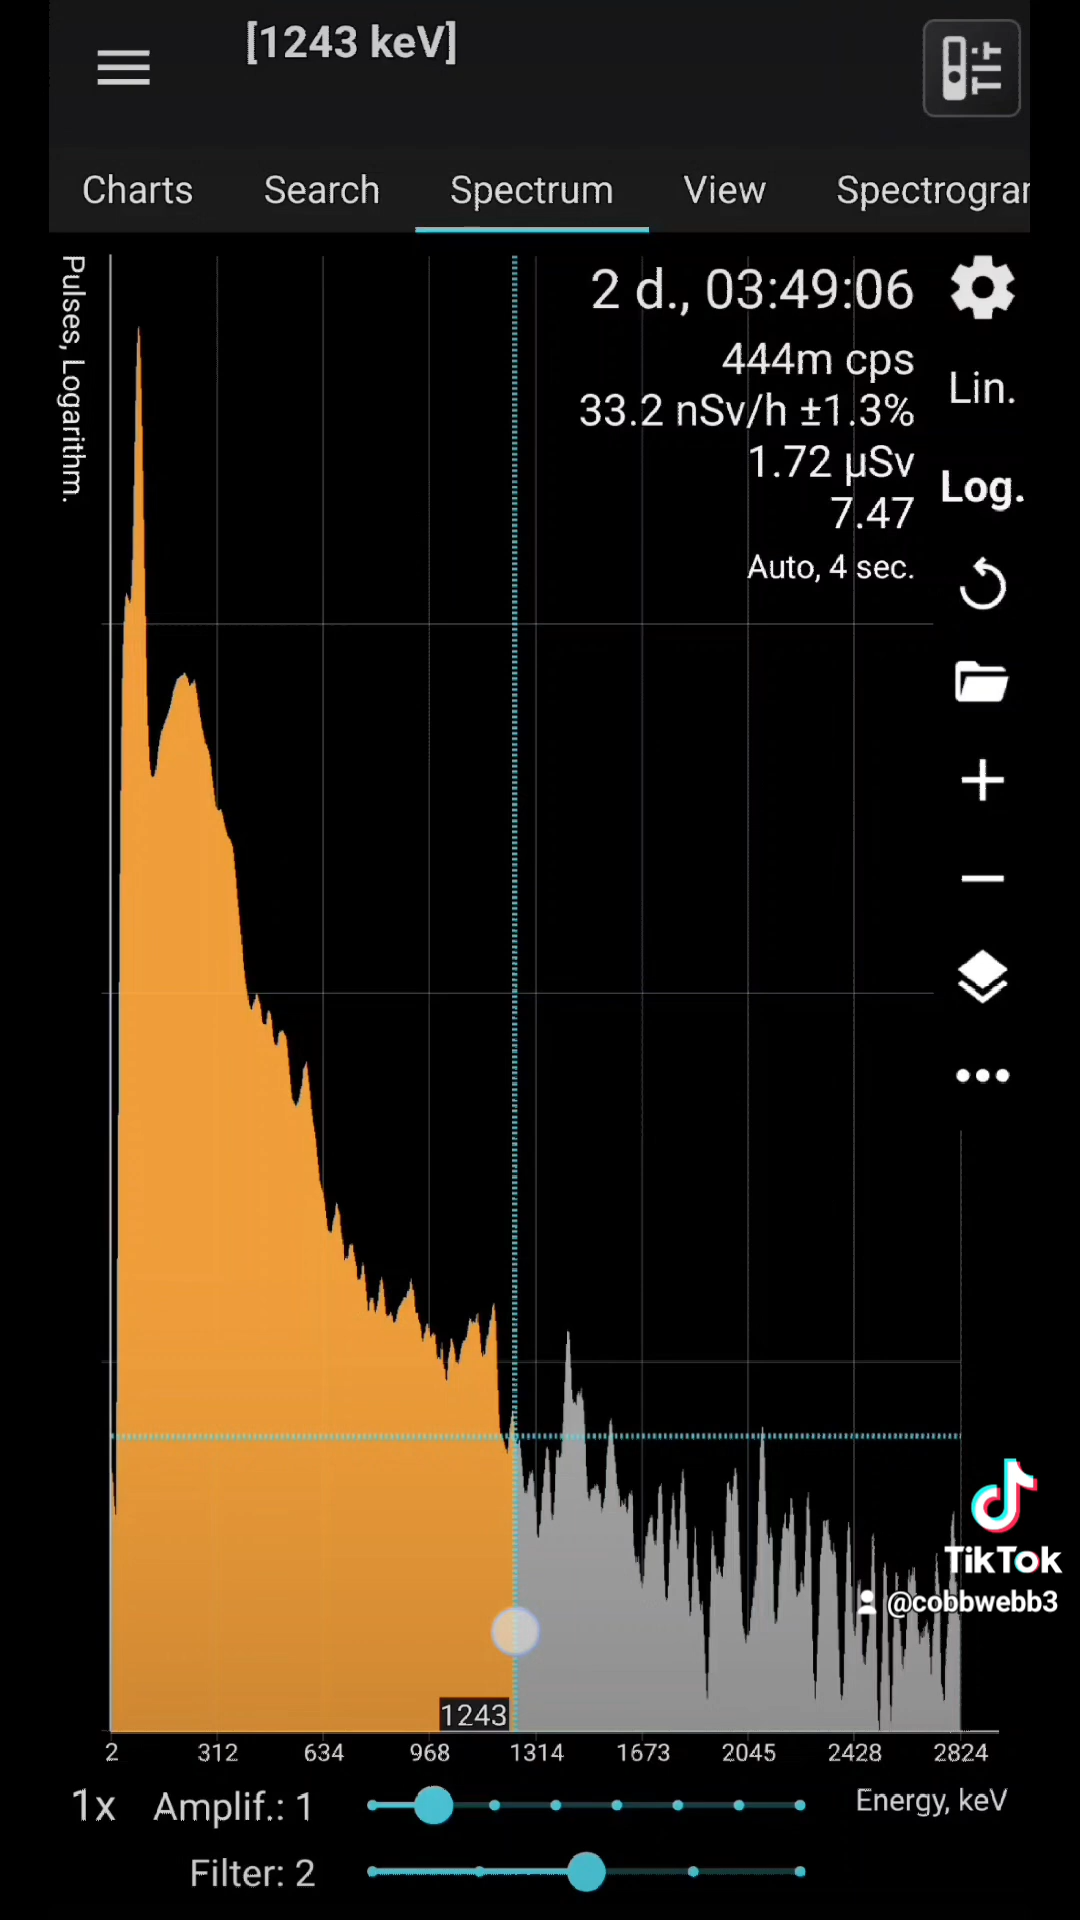 [1243 keV]
Charts Search Spectrum View Spectrogram
Pulses, Logarithm.
2 d., 03:49:06
444m cps
33.2 nSv/h ±1.3%
1.72 µSv
7.47
Auto, 4 sec.
Lin.
Log.
TikTok
@cobbwebb3
1243
2 312 634 968 1314 1673 2045 2428 2824
Energy, keV
1x Amplif.: 1
Filter: 2